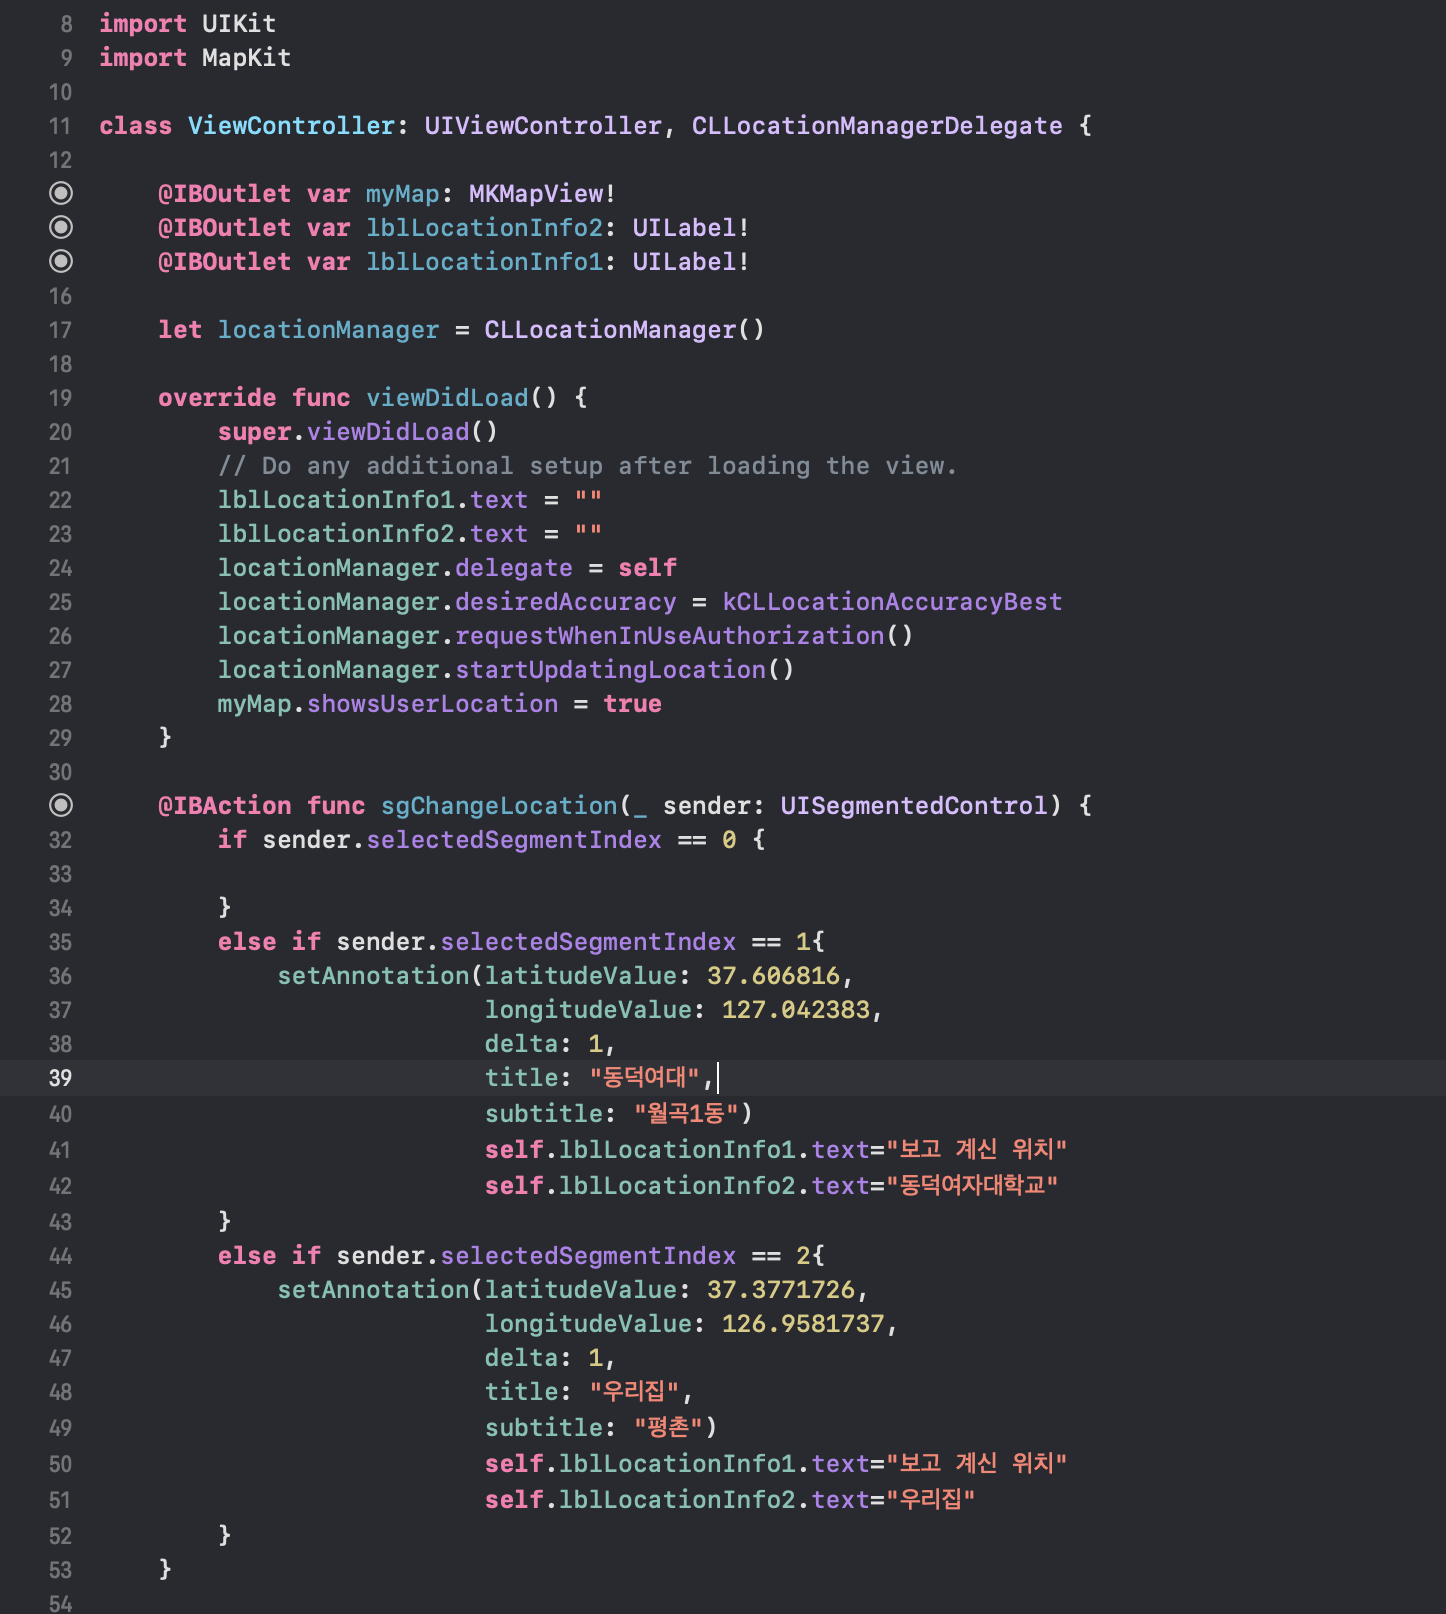 8 import UIKit
9 import MapKit
10
11 class ViewController: UIViewController, CLLocationManagerDelegate {
12
@IBOutlet var myMap: MKMapView!
@IBOutlet var lblLocationInfo2: UILabel!
@IBOutlet var lblLocationInfo1: UILabel!
16
17 let locationManager = CLLocationManager()
18
19 override func viewDidLoad() {
20 super.viewDidLoad()
21 // Do any additional setup after loading the view.
22 lblLocationInfo1.text = ""
23 lblLocationInfo2.text = ""
24 locationManager.delegate = self
25 locationManager.desiredAccuracy = kCLLocationAccuracyBest
26 locationManager.requestWhenInUseAuthorization()
27 locationManager.startUpdatingLocation()
28 myMap.showsUserLocation = true
29 }
30
@IBAction func sgChangeLocation(_ sender: UISegmentedControl) {
32 if sender.selectedSegmentIndex == 0 {
33
34 }
35 else if sender.selectedSegmentIndex == 1{
36 setAnnotation(latitudeValue: 37.606816,
37 longitudeValue: 127.042383,
38 delta: 1,
39 title: "동덕여대",
40 subtitle: "월곡1동")
41 self.lblLocationInfo1.text="보고 계신 위치"
42 self.lblLocationInfo2.text="동덕여자대학교"
43 }
44 else if sender.selectedSegmentIndex == 2{
45 setAnnotation(latitudeValue: 37.3771726,
46 longitudeValue: 126.9581737,
47 delta: 1,
48 title: "우리집",
49 subtitle: "평촌")
50 self.lblLocationInfo1.text="보고 계신 위치"
51 self.lblLocationInfo2.text="우리집"
52 }
53 }
54